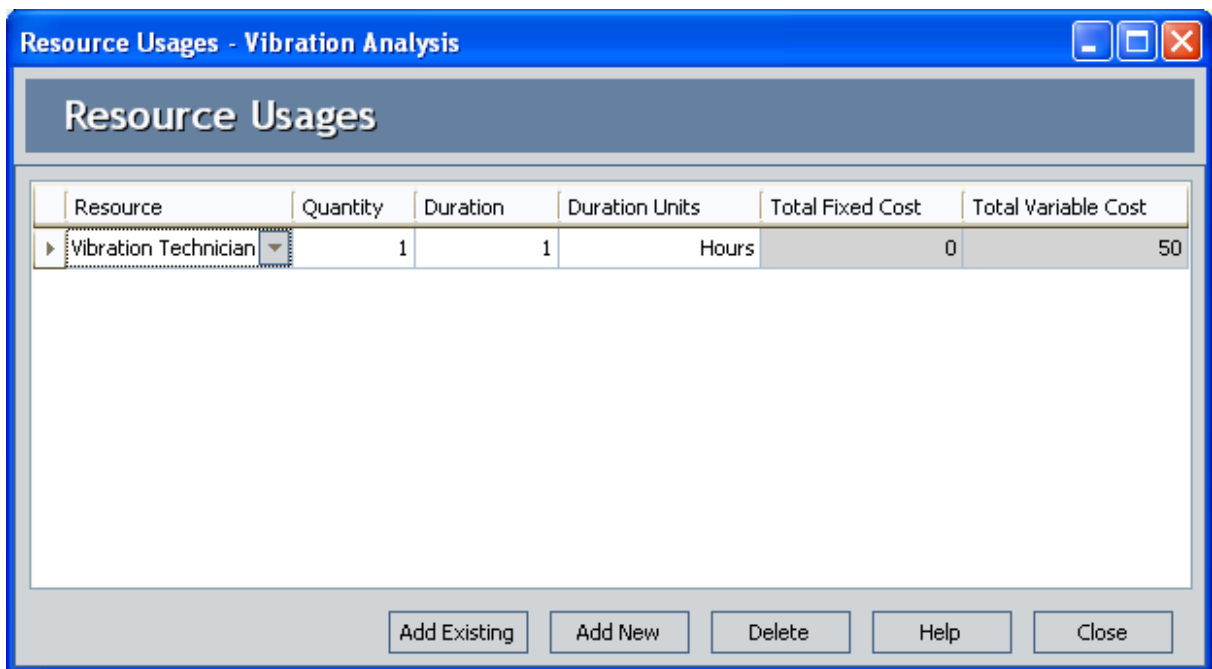 Resource Usages - Vibration Analysis
Resource Usages
Resource Quantity Duration Duration Units Total Fixed Cost Total Variable Cost
Vibration Technician 1 1 Hours 0 50
Add Existing Add New Delete Help Close